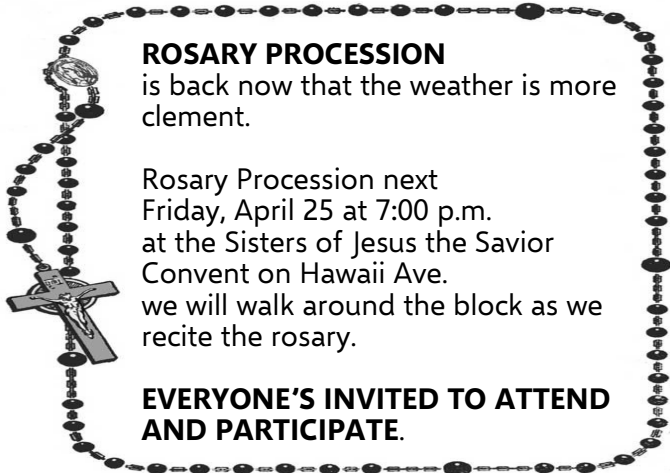 ROSARY PROCESSION
is back now that the weather is more
clement.
Rosary Procession next
Friday, April 25 at 7:00 p.m.
at the Sisters of Jesus the Savior
Convent on Hawaii Ave.
we will walk around the block as we
recite the rosary.
EVERYONE'S INVITED TO ATTEND
AND PARTICIPATE.